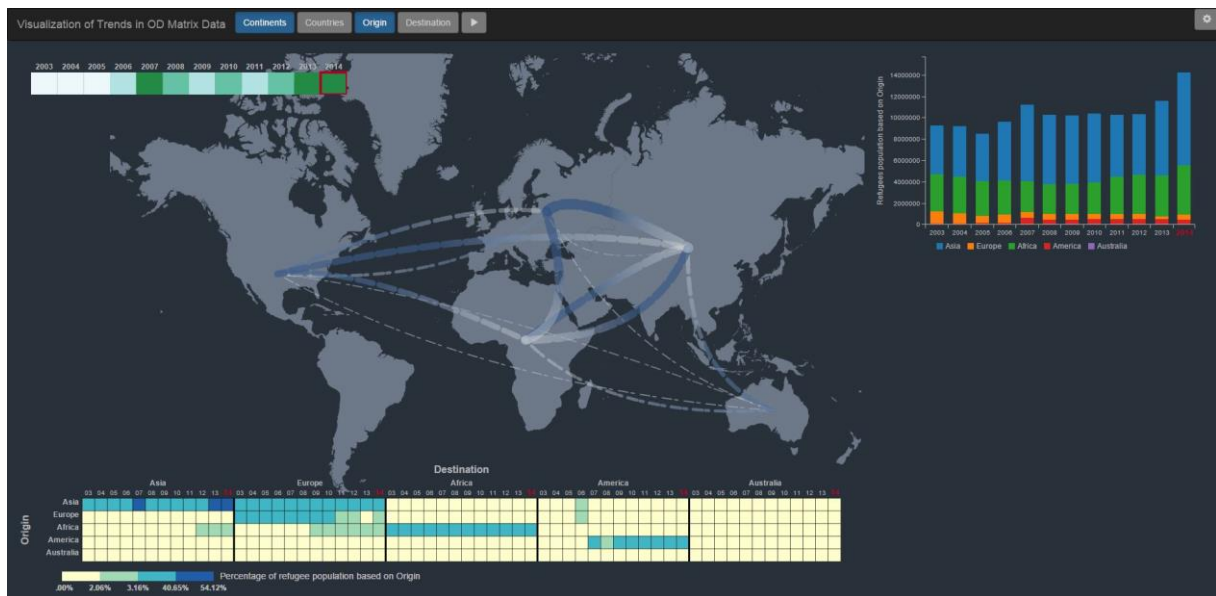 Visualization of Trends in OD Matrix Data Continents Countries Origin Destination
2003 2004 2005 2006 2007 2008 2009 2010 2011 2012 2013 2014
Refugees population based on Origin
14000000
12000000
10000000
8000000
6000000
4000000
2000000
0
2003 2004 2005 2006 2007 2008 2009 2010 2011 2012 2013 2014
Asia Europe Africa America Australia
Destination
Asia Europe Africa America Australia
03 04 05 06 07 08 09 10 11 12 13 14 03 04 05 06 07 08 09 10 11 12 13 14 03 04 05 06 07 08 09 10 11 12 13 14 03 04 05 06 07 08 09 10 11 12 13 14 03 04 05 06 07 08 09 10 11 12 13 14
Origin
Asia
Europe
Africa
America
Australia
Percentage of refugee population based on Origin
.00% 2.06% 3.16% 40.65% 54.12%